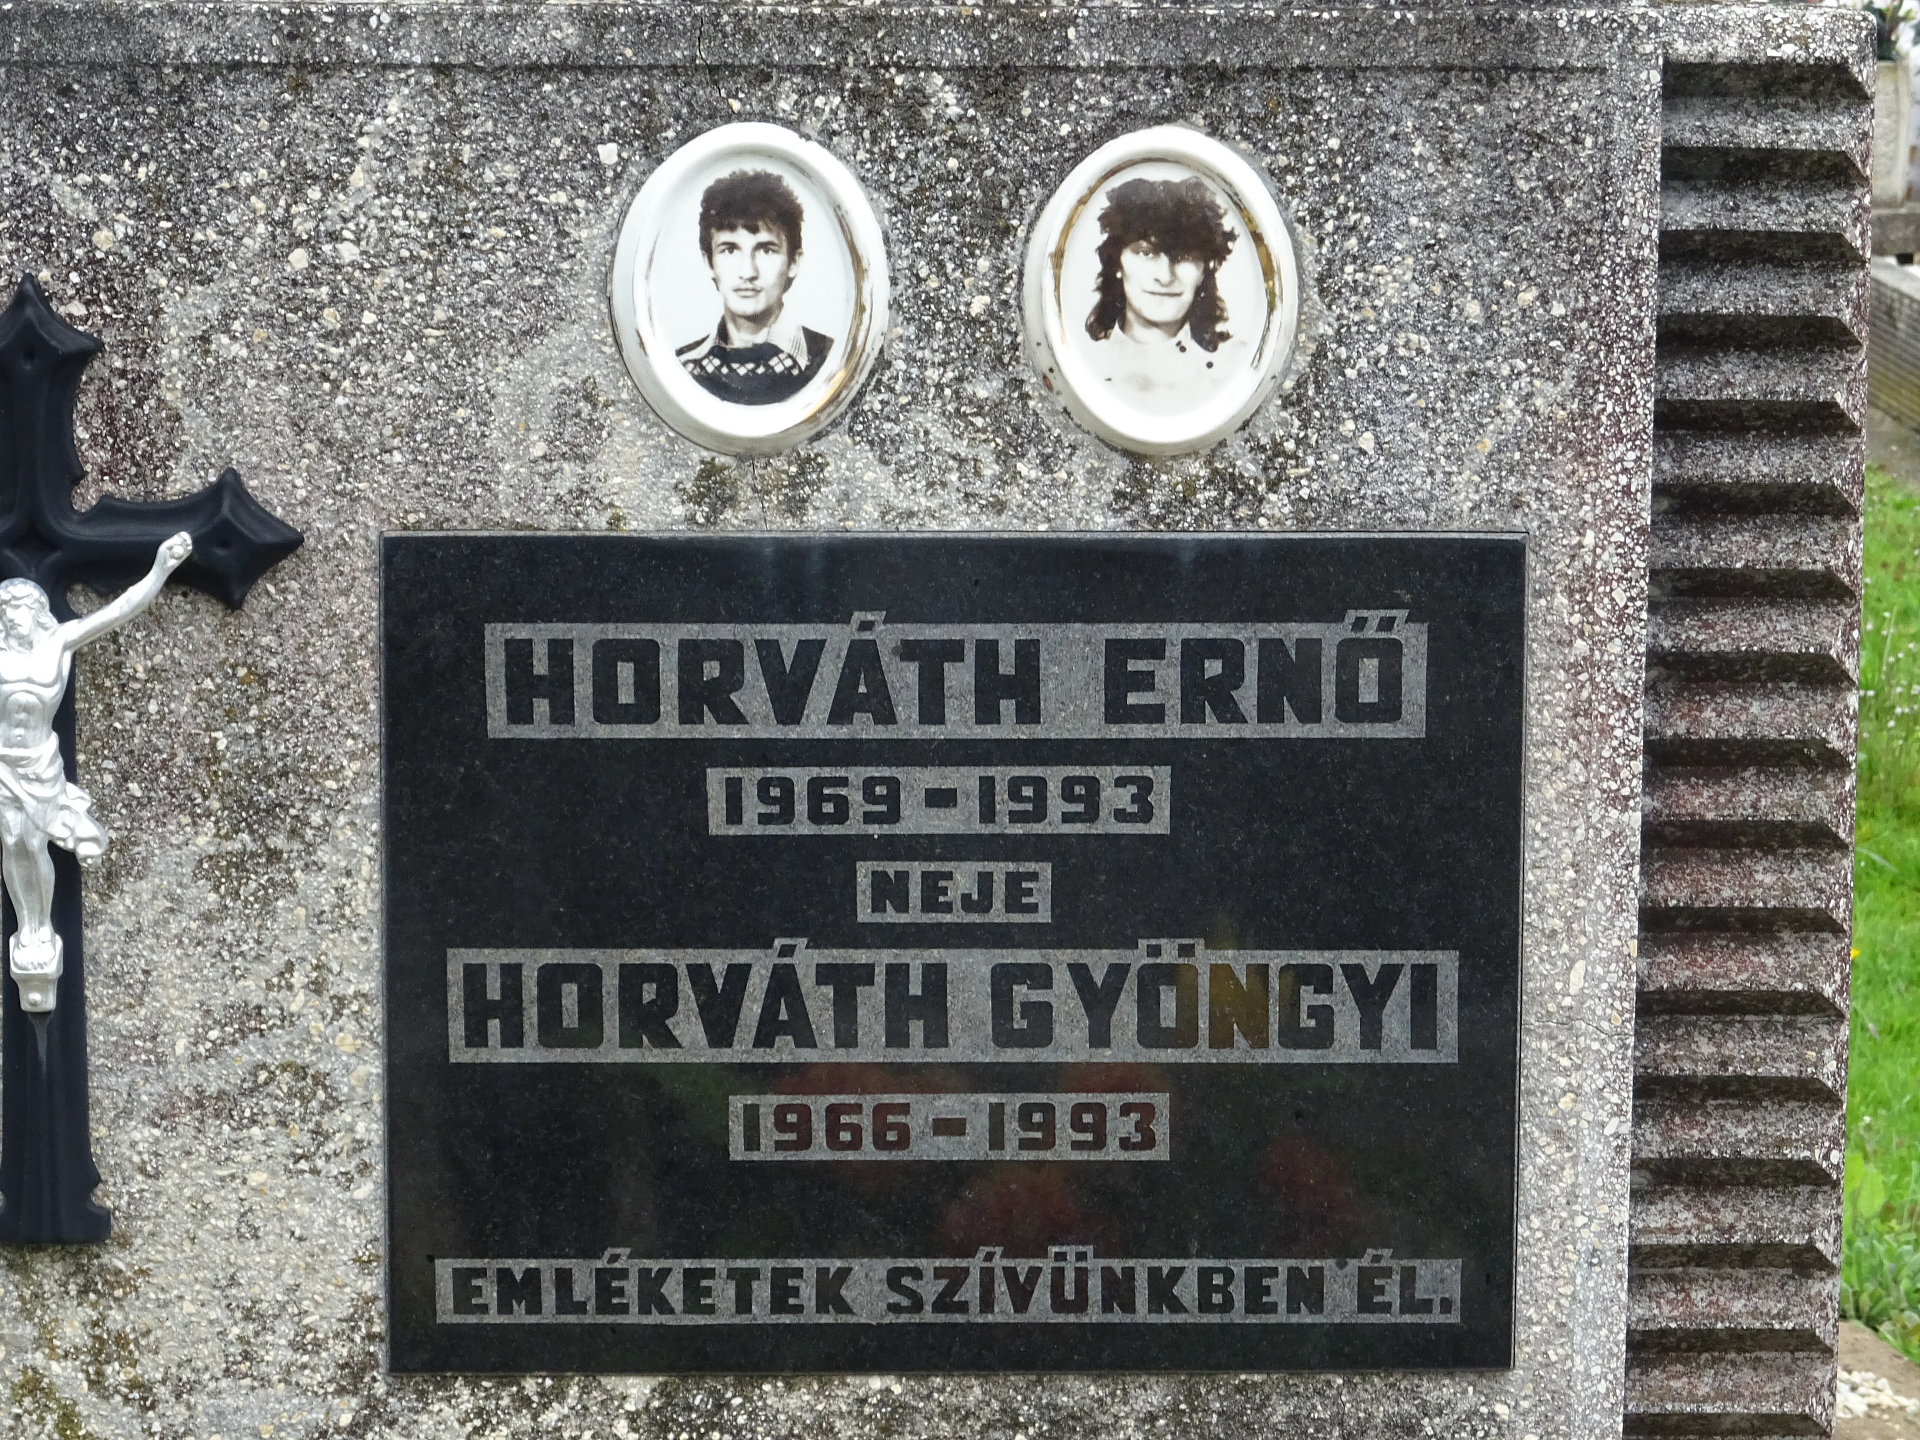 HORVÁTH ERNŐ
1969-1993
NEJE
HORVÁTH GYÖNGYI
1966-1993
EMLÉKETEK SZÍVÜNKBEN ÉL.